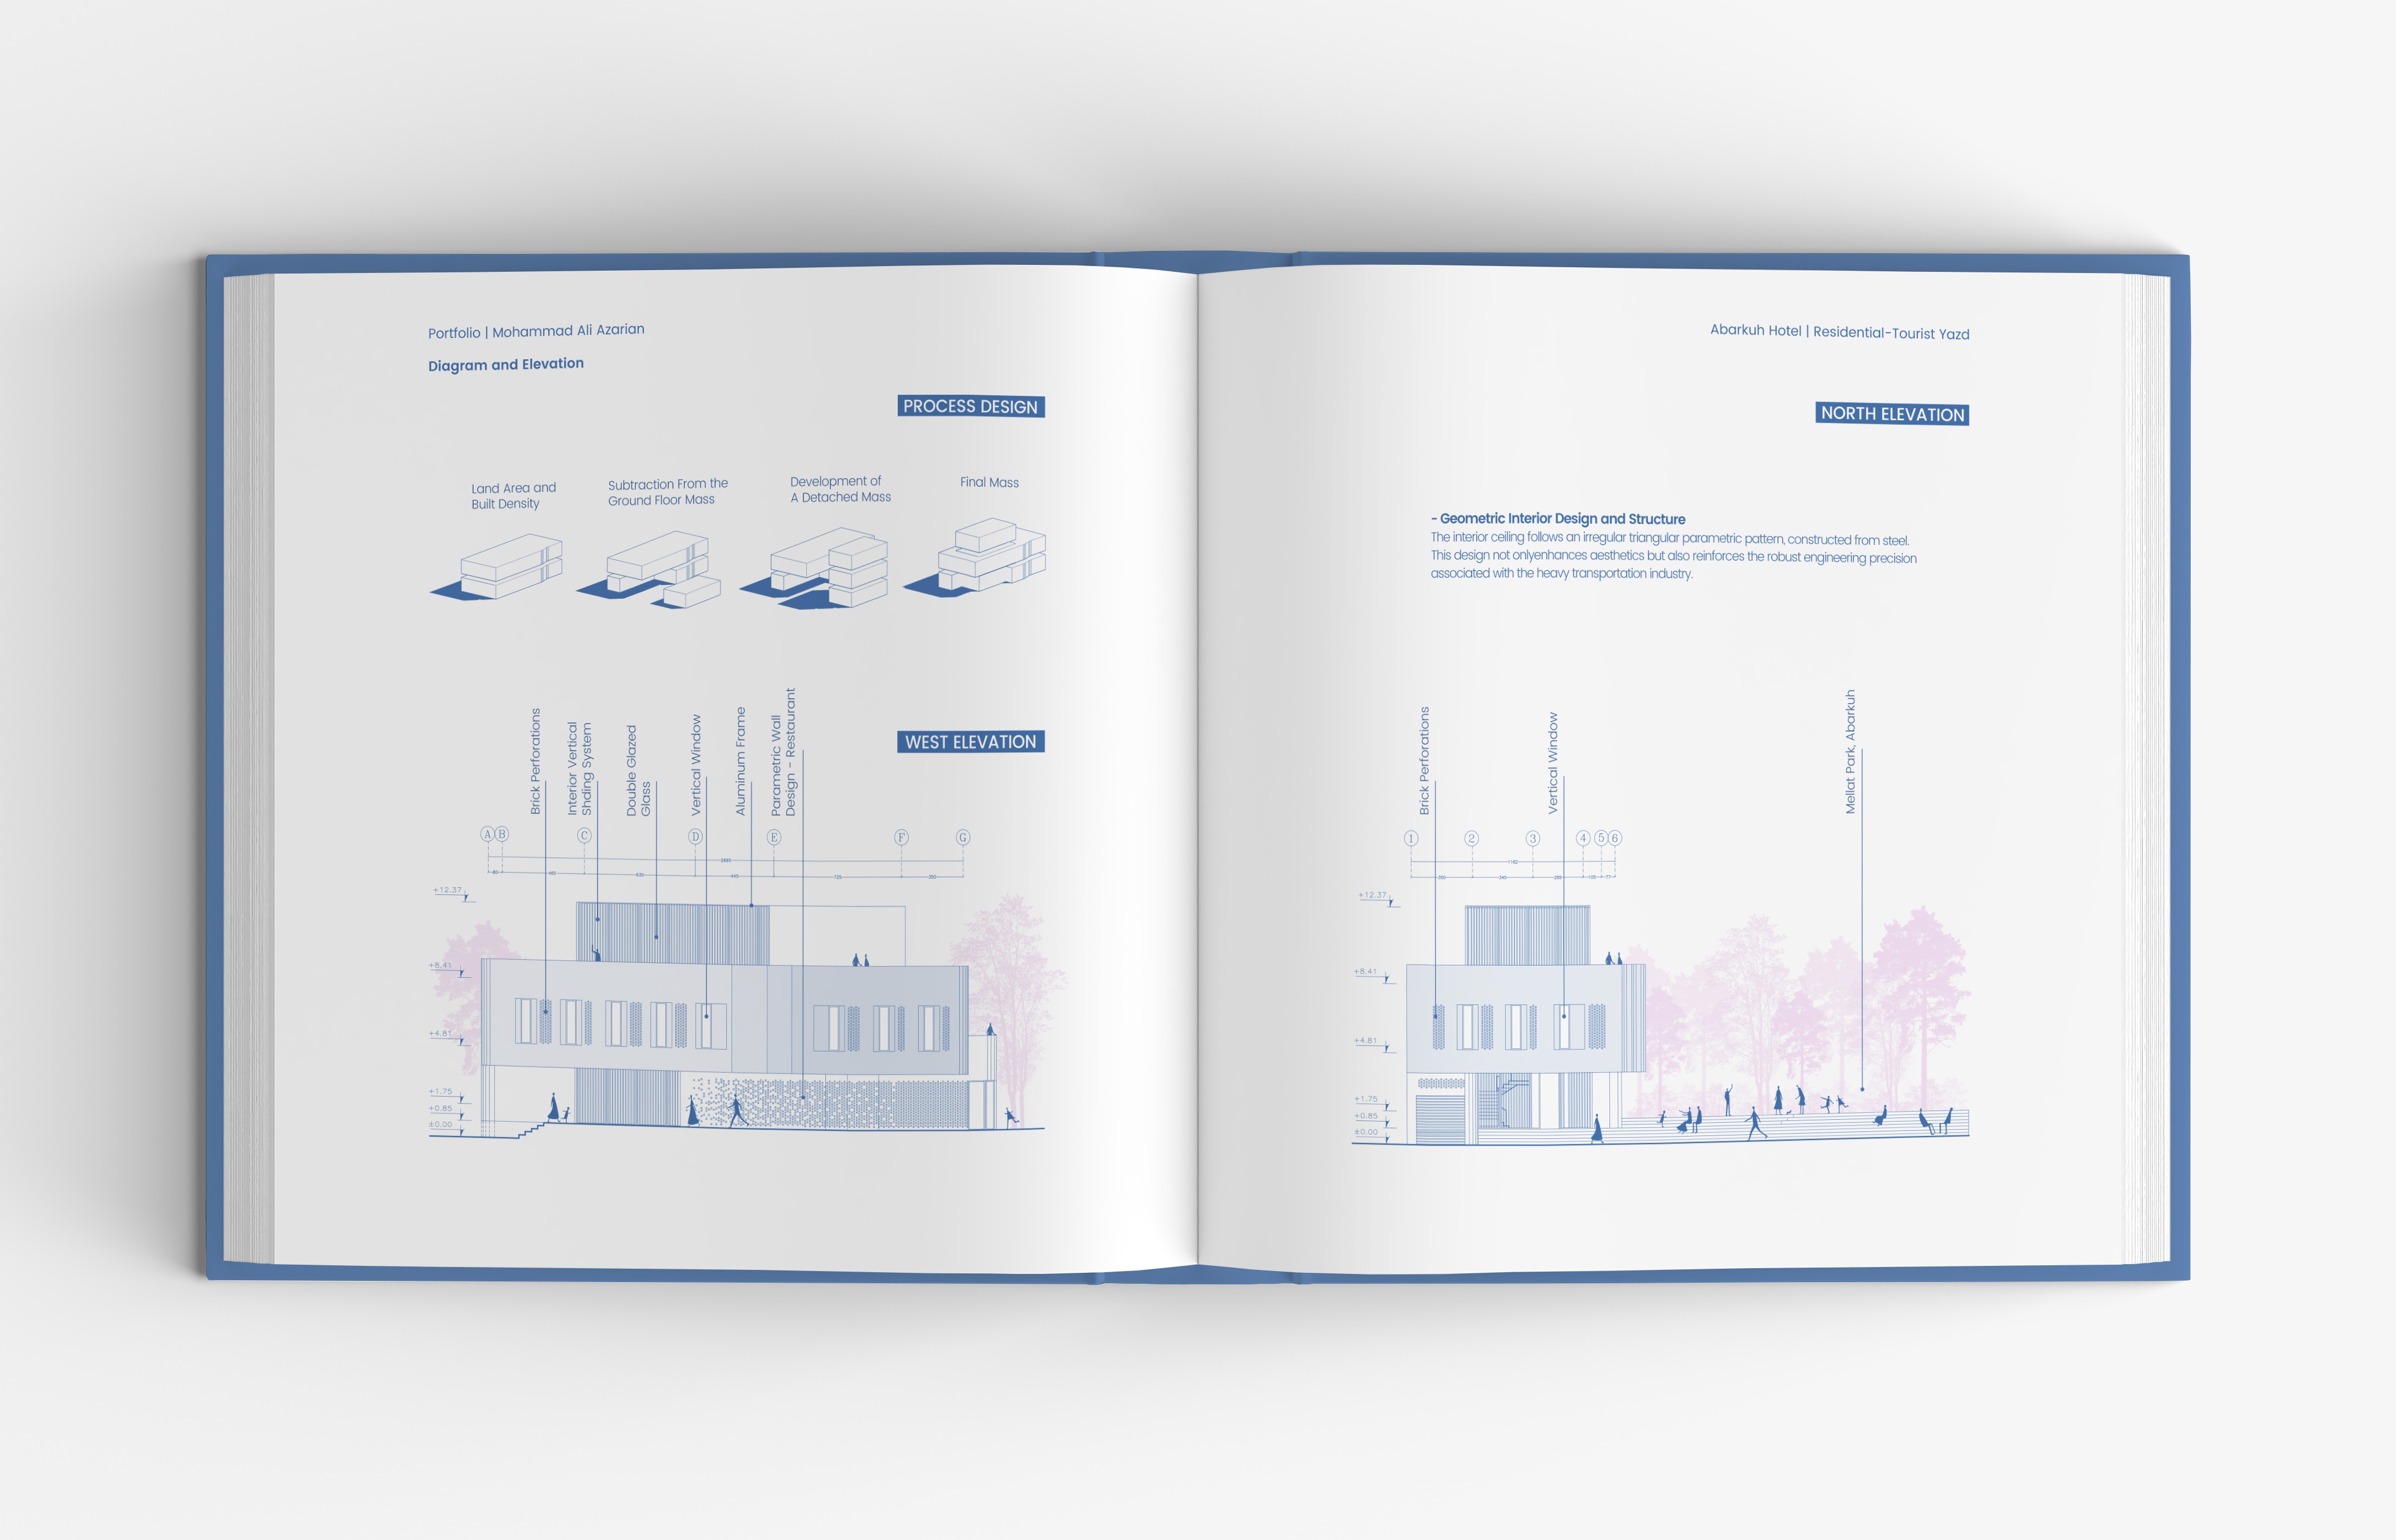 Portfolio | Mohammad Ali Azarian
Diagram and Elevation
PROCESS DESIGN
Land Area and
Built Density
Subtraction From the
Ground Floor Mass
Development of
A Detached Mass
Final Mass
WEST ELEVATION
Brick Perforations
Interior Vertical
Shding System
Double Glazed
Glass
Vertical Window
Aluminum Frame
Parametric Wall
Design - Restaurant
A B C D E F G
+12.37
+8.41
+4.81
+1.75
+0.85
±0.00
Abarkuh Hotel | Residential-Tourist Yazd
NORTH ELEVATION
- Geometric Interior Design and Structure
The interior ceiling follows an irregular triangular parametric pattern, constructed from steel.
This design not onlyenhances aesthetics but also reinforces the robust engineering precision
associated with the heavy transportation industry.
Brick Perforations
Vertical Window
Mellat Park, Abarkuh
1 2 3 4 5 6
+12.37
+8.41
+4.81
+1.75
+0.85
±0.00